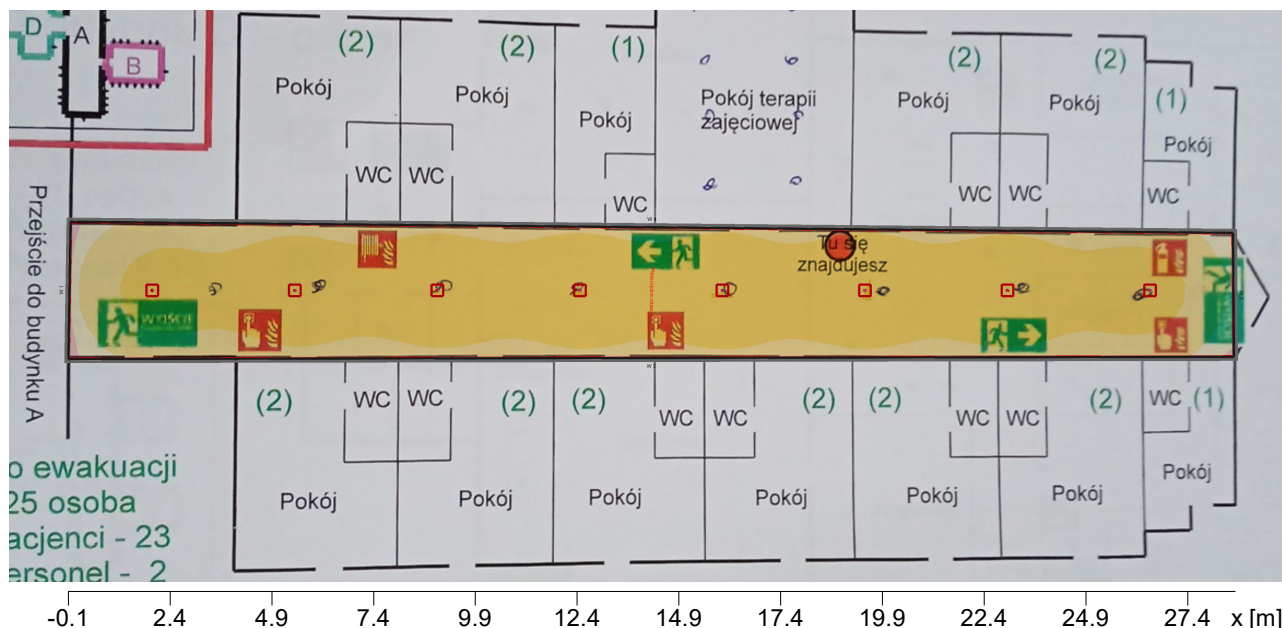 D
A
B
(2)
(2)
(1)
(2)
(2)
(1)
Pokój
Pokój
Pokój
Pokój terapii
zajęciowej
Pokój
Pokój
Pokój
WC
WC
WC
WC
WC
WC
Przejście do budynku A
Tu się
znajdujesz
WYJŚCIE
(2)
WC
WC
(2)
(2)
WC
WC
(2)
(2)
WC
WC
(2)
WC
(1)
Pokój
Pokój
Pokój
Pokój
Pokój
Pokój
Pokój
o ewakuacji
25 osoba
acjenci - 23
ersonel - 2
-0.1
2.4
4.9
7.4
9.9
12.4
14.9
17.4
19.9
22.4
24.9
27.4
x [m]